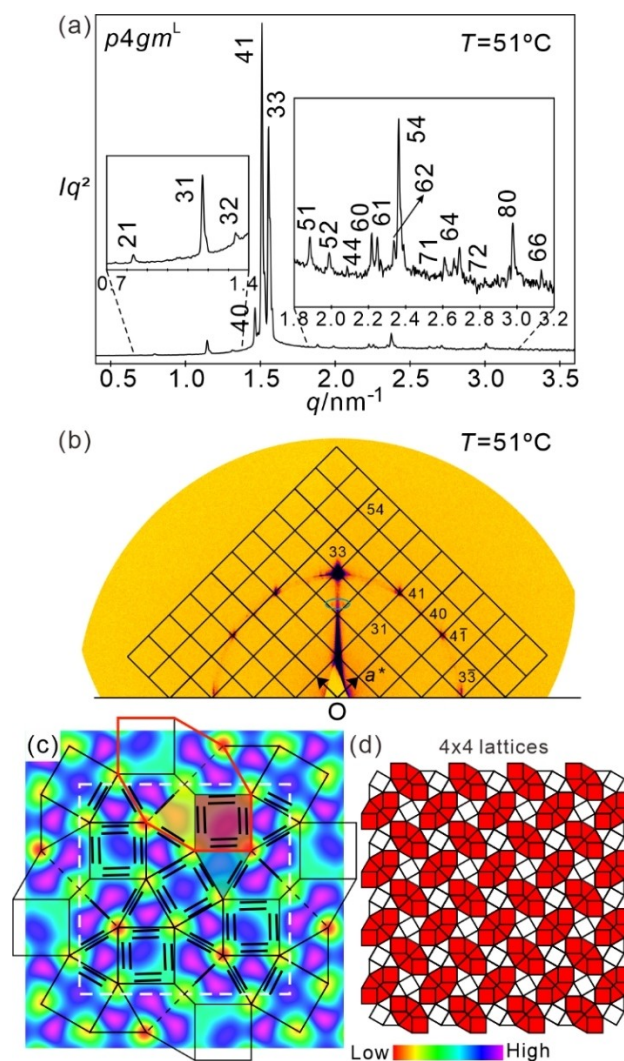 (a) p4gm^L T=51°C
41
33
Iq²
21
31
32
0.7 1.4
40
51
52
44
60
61
54
62
71
64
72
80
66
1.8 2.0 2.2 2.4 2.6 2.8 3.0 3.2
0.5 1.0 1.5 2.0 2.5 3.0 3.5
q/nm⁻¹
(b) T=51°C
54
33
41
31
40
41̄
a*
33̄
O
(c) (d) 4x4 lattices
Low High